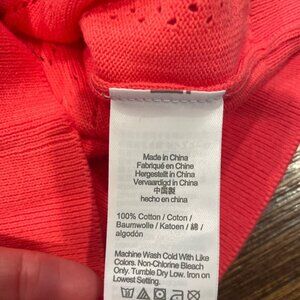 Made in China
Fabriqué en Chine
Hergestellt in China
Vervaardigd in China
中国製
hecho en china
100% Cotton / Coton /
Baumwolle / Katoen / 綿 /
algodón
Machine Wash Cold With Like
Colors. Non-Chlorine Bleach
Only. Tumble Dry Low. Iron on
Lowest Setting.